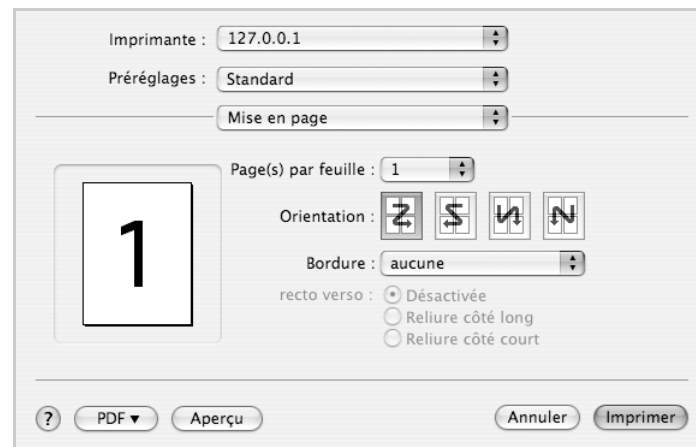 Imprimante : 127.0.0.1
Préréglages : Standard
Mise en page
Page(s) par feuille : 1
Orientation :
1
Bordure : aucune
recto verso : Désactivée
Reliure côté long
Reliure côté court
? PDF ▼ Aperçu Annuler Imprimer